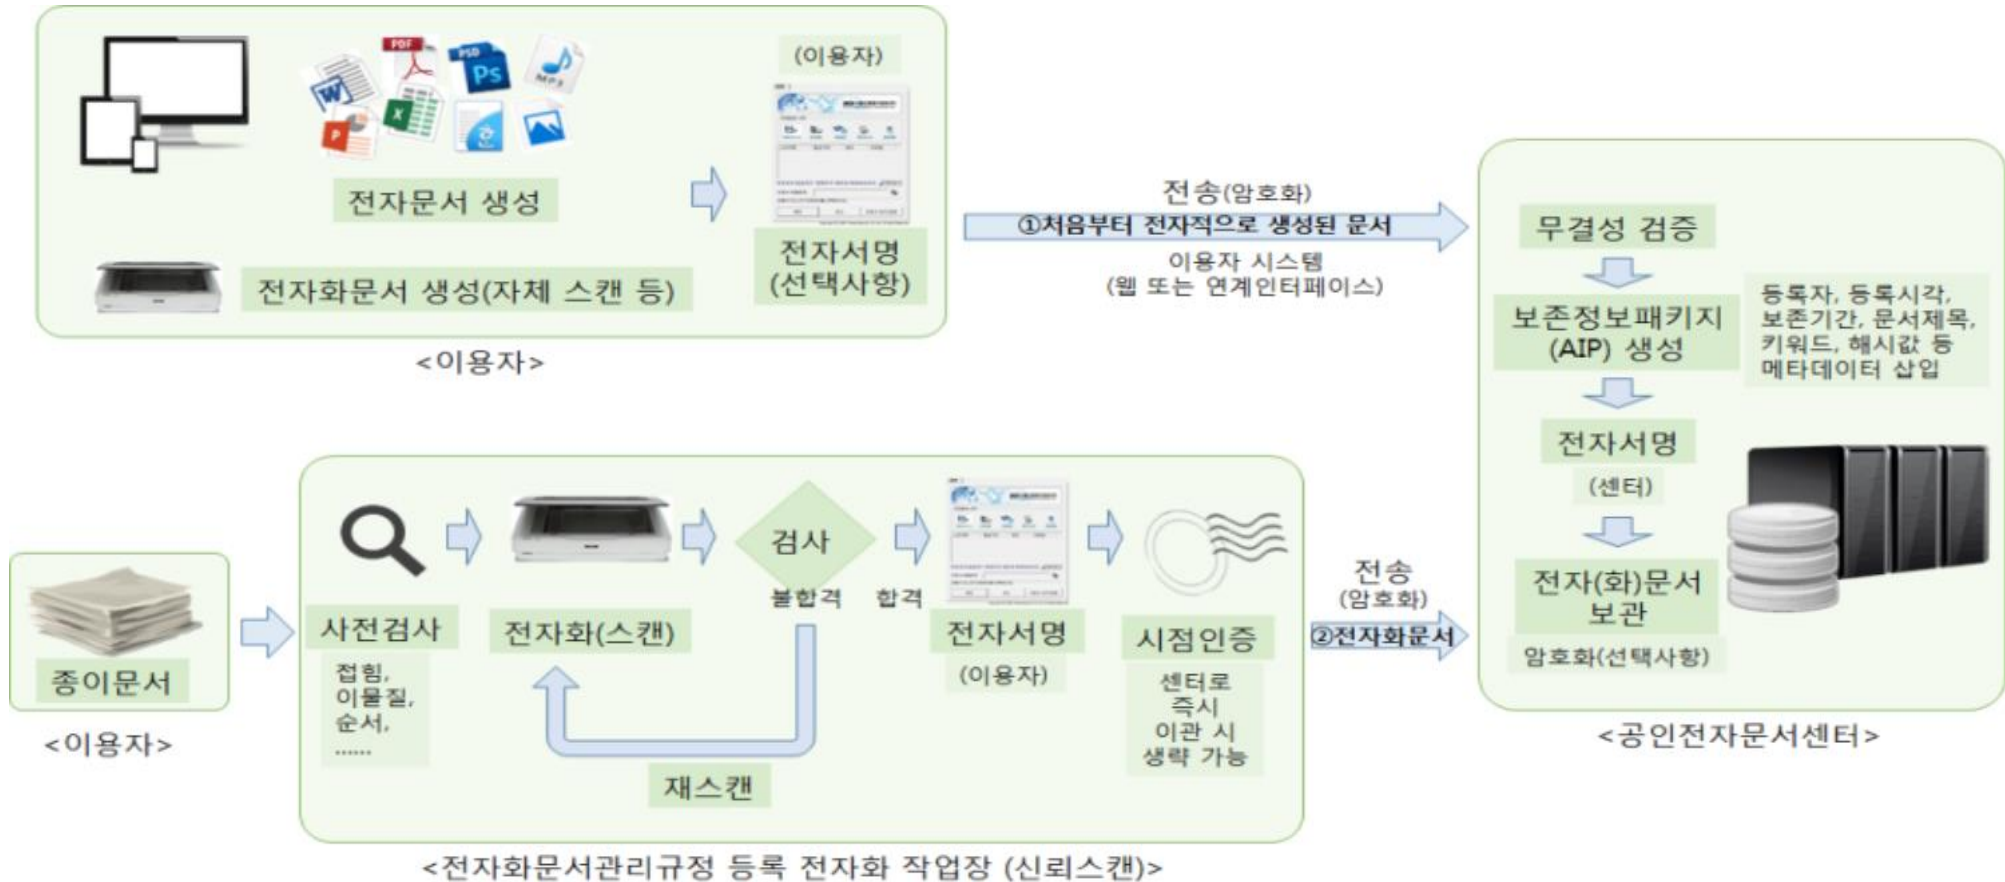 PDF
PSD
Ps
MP3
W
X
P
한
(이용자)
전자문서 생성
전자서명
(선택사항)
전자화문서 생성(자체 스캔 등)
<이용자>
전송(암호화)
①처음부터 전자적으로 생성된 문서
이용자 시스템
(웹 또는 연계인터페이스)
무결성 검증
보존정보패키지
(AIP) 생성
등록자, 등록시각,
보존기간, 문서제목,
키워드, 해시값 등
메타데이터 삽입
전자서명
(센터)
전자(화)문서
보관
암호화(선택사항)
<공인전자문서센터>
종이문서
<이용자>
사전검사
접힘,
이물질,
순서,
......
전자화(스캔)
검사
불합격
합격
재스캔
전자서명
(이용자)
시점인증
센터로
즉시
이관 시
생략 가능
전송
(암호화)
②전자화문서
<전자화문서관리규정 등록 전자화 작업장 (신뢰스캔)>